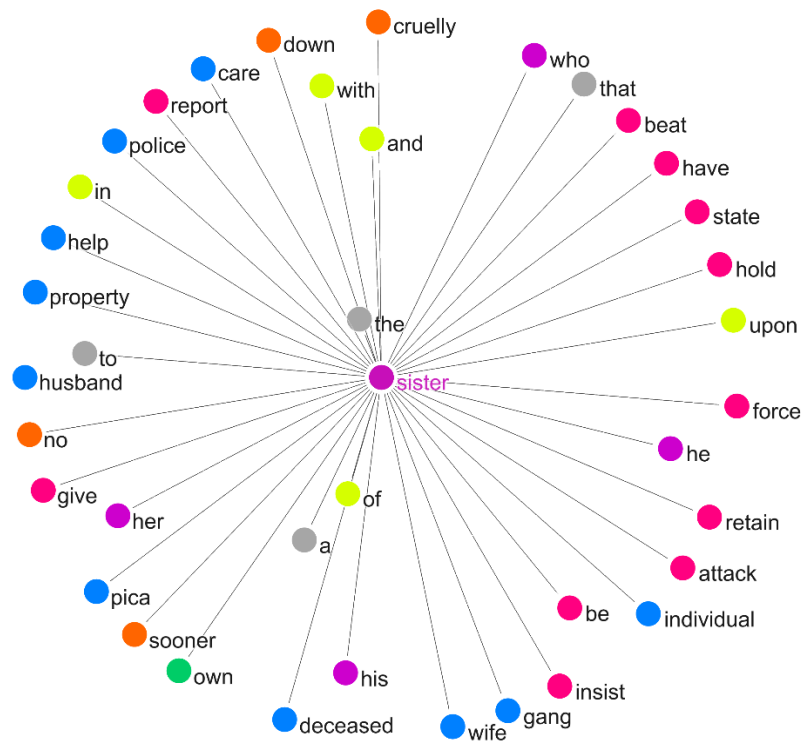 cruelly
down
who
care
that
with
report
beat
police
and
have
in
state
help
hold
property
upon
the
to
husband
sister
force
no
he
give
of
her
retain
a
attack
pica
be
individual
sooner
own
his
insist
gang
deceased
wife